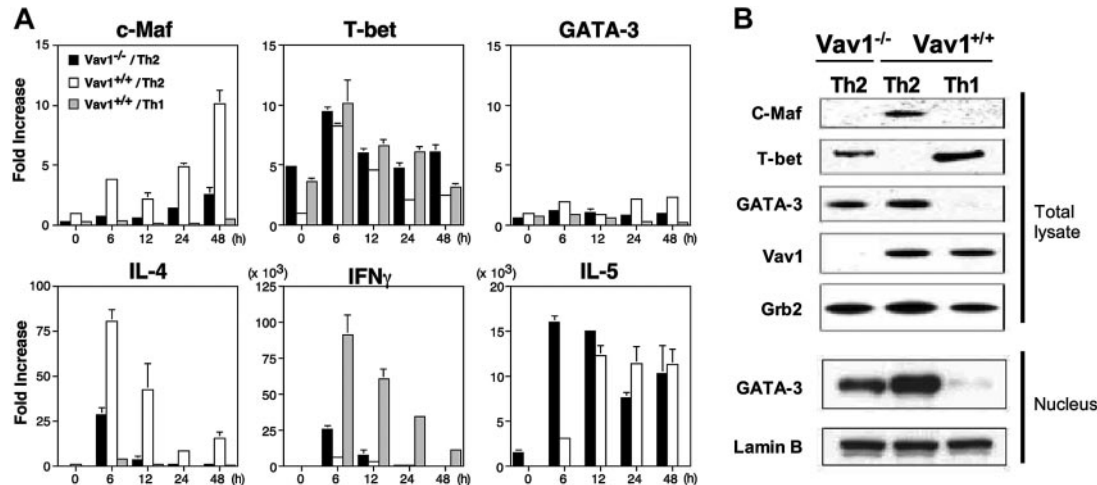 A
c-Maf
T-bet
GATA-3
Fold Increase
15
10
5
0
Vav1-/- / Th2
Vav1+/+ / Th2
Vav1+/+ / Th1
0 6 12 24 48 (h)
15
10
5
0
0 6 12 24 48 (h)
15
10
5
0
0 6 12 24 48 (h)
IL-4
(x 10³) IFNγ
(x 10³) IL-5
Fold Increase
100
75
50
25
0
0 6 12 24 48 (h)
125
100
75
50
25
0
0 6 12 24 48 (h)
20
15
10
5
0
0 6 12 24 48 (h)
B
Vav1-/- Vav1+/+
Th2 Th2 Th1
C-Maf
T-bet
GATA-3
Vav1
Grb2
Total
lysate
GATA-3
Lamin B
Nucleus